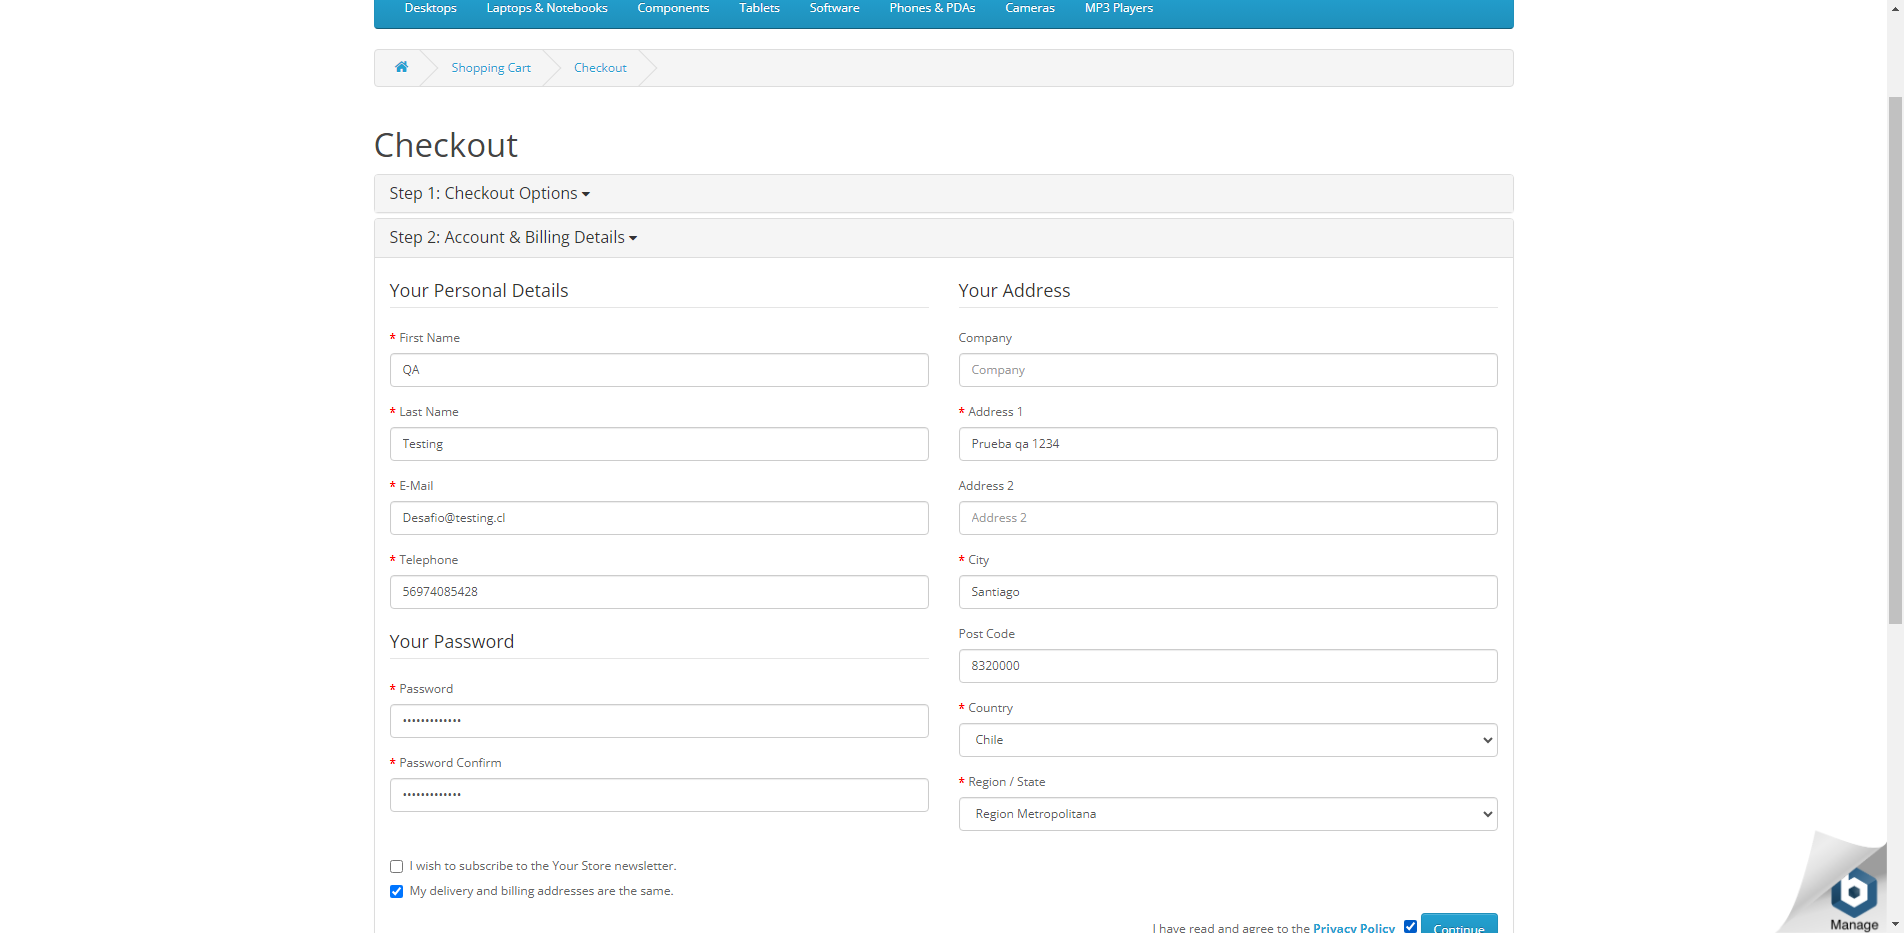 Desktops Laptops & Notebooks Components Tablets Software Phones & PDAs Cameras MP3 Players
Shopping Cart Checkout
Checkout
Step 1: Checkout Options
Step 2: Account & Billing Details
Your Personal Details
* First Name
QA
* Last Name
Testing
* E-Mail
Desafio@testing.cl
* Telephone
56974085428
Your Password
* Password
•••••••••••••
* Password Confirm
•••••••••••••
Your Address
Company
Company
* Address 1
Prueba qa 1234
Address 2
Address 2
* City
Santiago
Post Code
8320000
* Country
Chile
* Region / State
Region Metropolitana
I wish to subscribe to the Your Store newsletter.
My delivery and billing addresses are the same.
I have read and agree to the Privacy Policy Continue
b
Manage